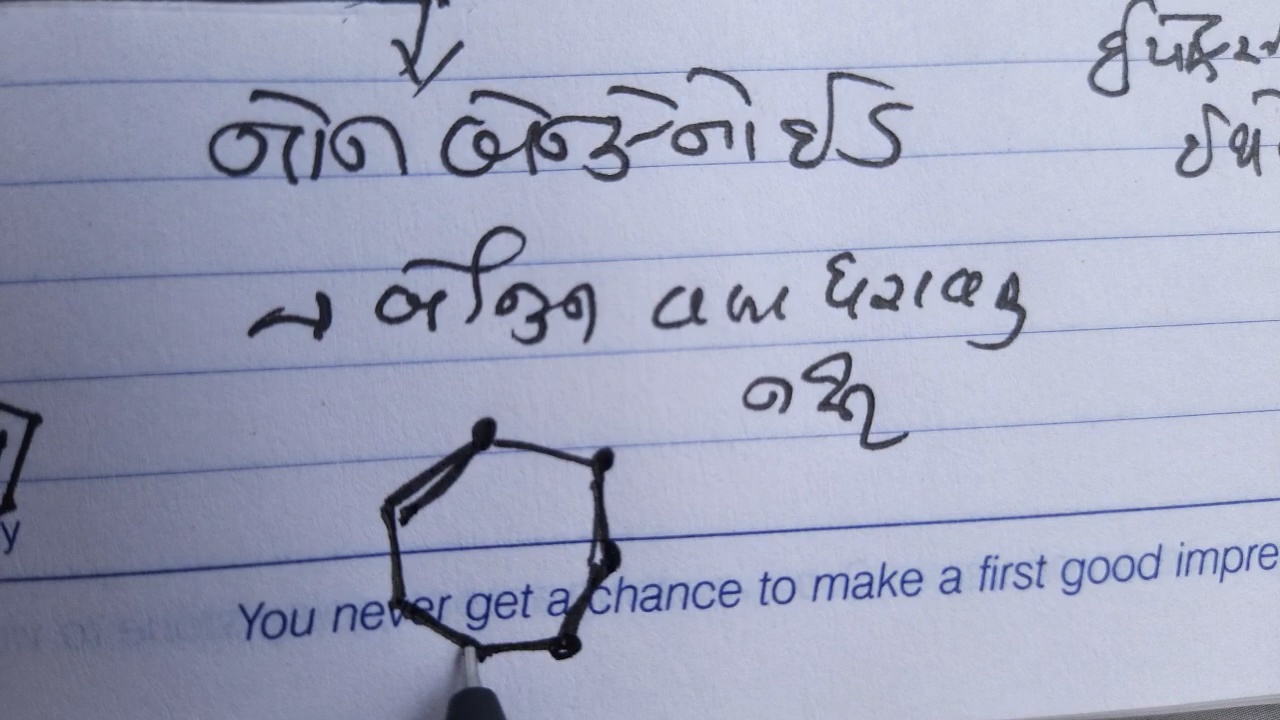 નોન બેન્ઝેનોઈડ
→ બેન્ઝિન વલય ધરાવતુ
નથી
y
You never get a chance to make a first good impre